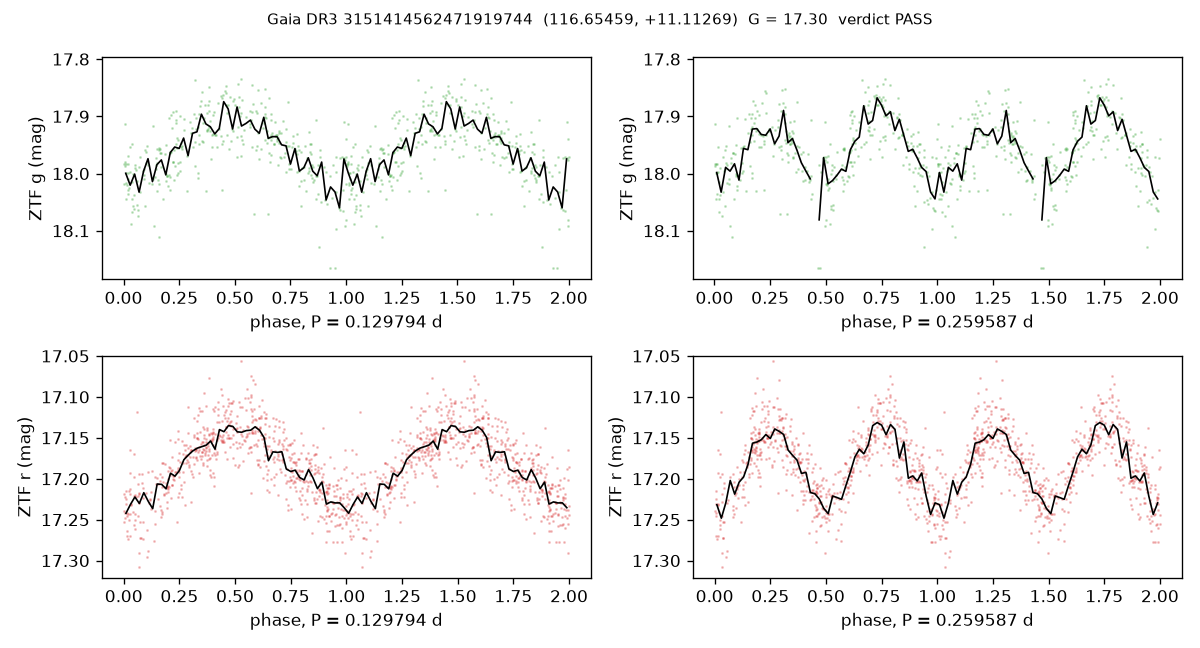 Gaia DR3 3151414562471919744 (116.65459, +11.11269) G = 17.30 verdict PASS
ZTF g (mag)
17.8
17.9
18.0
18.1
0.00 0.25 0.50 0.75 1.00 1.25 1.50 1.75 2.00
phase, P = 0.129794 d
ZTF g (mag)
17.8
17.9
18.0
18.1
0.00 0.25 0.50 0.75 1.00 1.25 1.50 1.75 2.00
phase, P = 0.259587 d
ZTF r (mag)
17.05
17.10
17.15
17.20
17.25
17.30
0.00 0.25 0.50 0.75 1.00 1.25 1.50 1.75 2.00
phase, P = 0.129794 d
ZTF r (mag)
17.05
17.10
17.15
17.20
17.25
17.30
0.00 0.25 0.50 0.75 1.00 1.25 1.50 1.75 2.00
phase, P = 0.259587 d